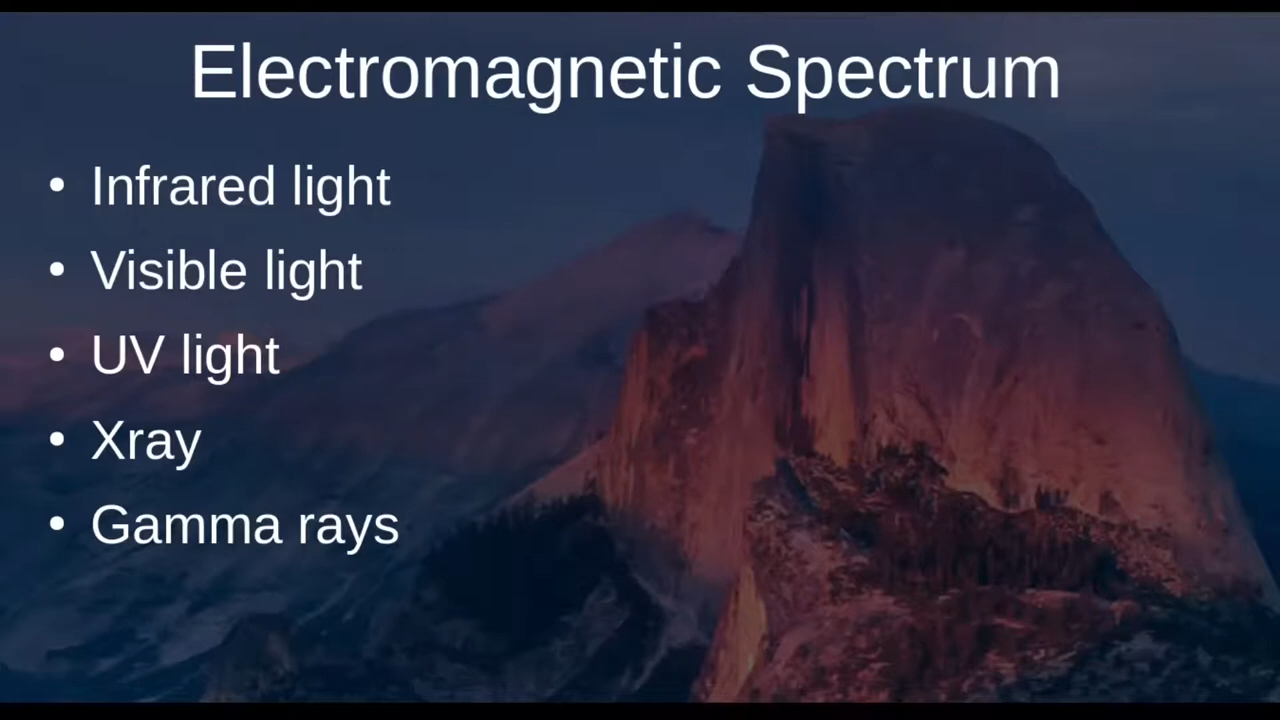 Electromagnetic Spectrum
• Infrared light
• Visible light
• UV light
• Xray
• Gamma rays